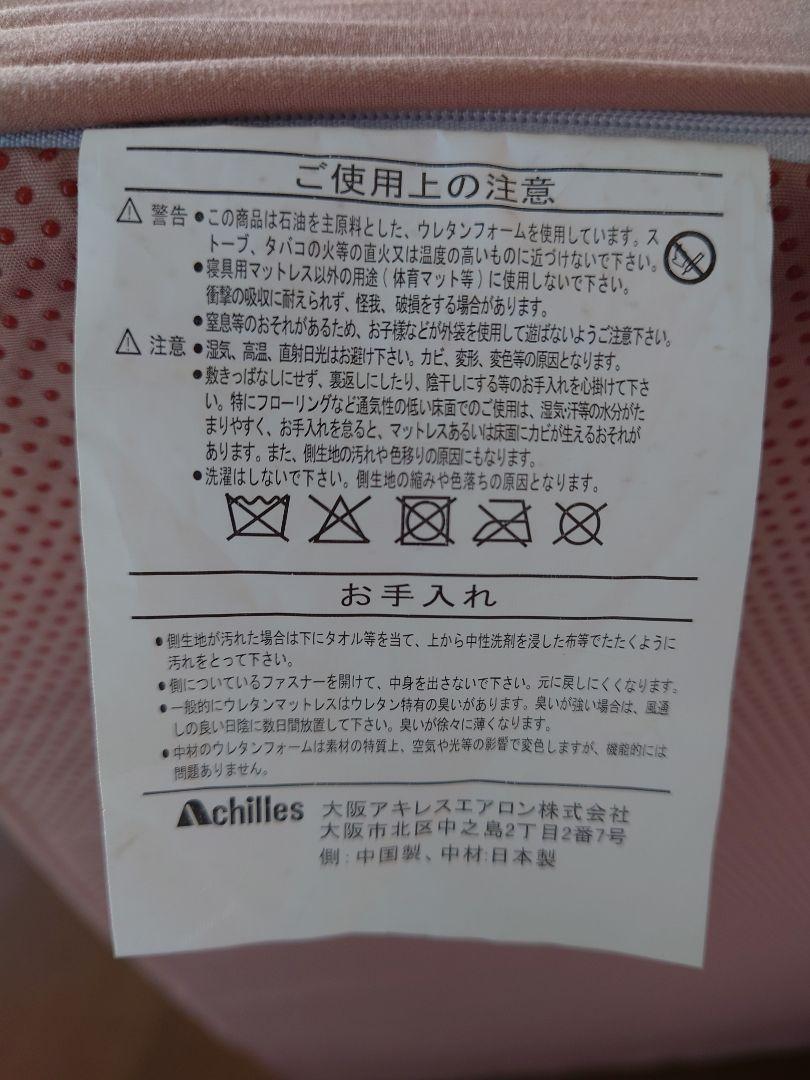 ご使用上の注意
⚠ 警告 ●この商品は石油を主原料とした、ウレタンフォームを使用しています。ス
トーブ、タバコの火等の直火又は温度の高いものに近づけないで下さい。
●寝具用マットレス以外の用途(体育マット等)に使用しないで下さい。
衝撃の吸収に耐えられず、怪我、破損をする場合があります。
●窒息等のおそれがあるため、お子様などが外袋を使用して遊ばないようご注意下さい。
⚠ 注意 ●湿気、高温、直射日光はお避け下さい。カビ、変形、変色等の原因となります。
●敷きっぱなしにせず、裏返しにしたり、陰干しにする等のお手入れを心掛けて下さ
い。特にフローリングなど通気性の低い床面でのご使用は、湿気・汗等の水分がた
まりやすく、お手入れを怠ると、マットレスあるいは床面にカビが生えるおそれが
あります。また、側生地の汚れや色移りの原因にもなります。
●洗濯はしないで下さい。側生地の縮みや色落ちの原因となります。
お手入れ
●側生地が汚れた場合は下にタオル等を当て、上から中性洗剤を浸した布等でたたくように
汚れをとって下さい。
●側についているファスナーを開けて、中身を出さないで下さい。元に戻しにくくなります。
●一般的にウレタンマットレスはウレタン特有の臭いがあります。臭いが強い場合は、風通
しの良い日陰に数日間放置して下さい。臭いが徐々に薄くなります。
●中材のウレタンフォームは素材の特質上、空気や光等の影響で変色しますが、機能的には
問題ありません。
Achilles 大阪アキレスエアロン株式会社
大阪市北区中之島2丁目2番7号
側:中国製、中材:日本製